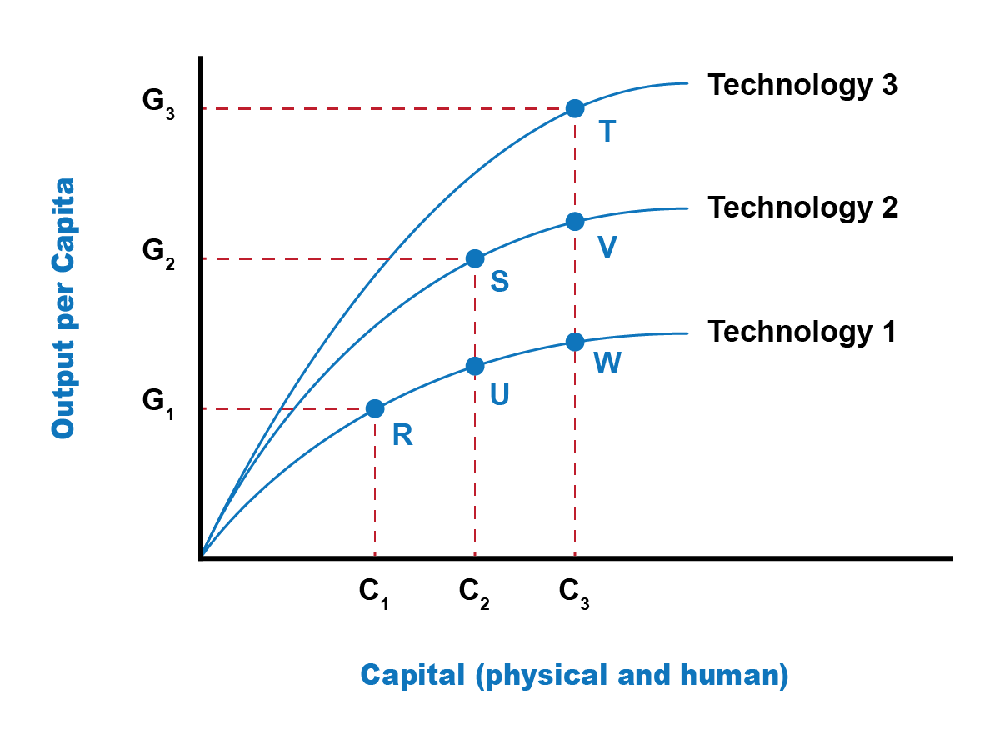 Output per Capita
G3
G2
G1
Technology 3
T
Technology 2
V
S
Technology 1
W
U
R
C1
C2
C3
Capital (physical and human)